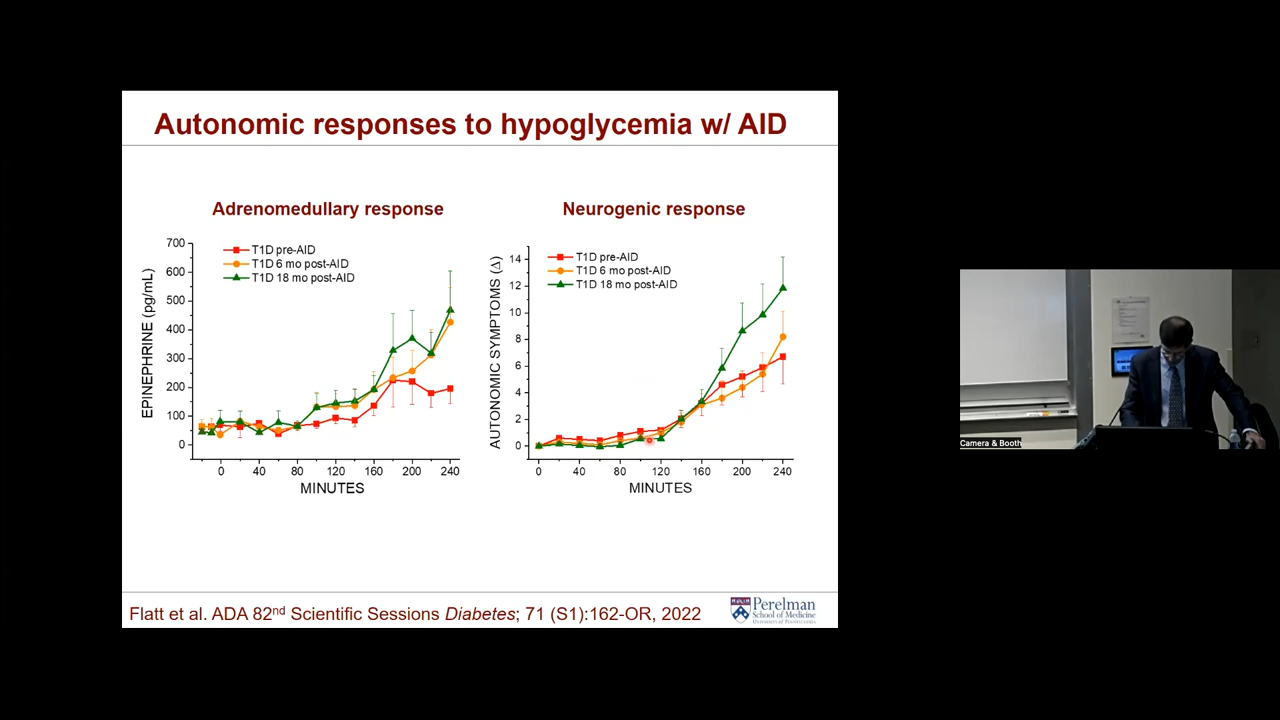 Autonomic responses to hypoglycemia w/ AID
Adrenomedullary response
700
600
500
400
300
200
100
0
EPINEPHRINE (pg/mL)
T1D pre-AID
T1D 6 mo post-AID
T1D 18 mo post-AID
0 40 80 120 160 200 240
MINUTES
Neurogenic response
14
12
10
8
6
4
2
0
AUTONOMIC SYMPTOMS (Δ)
T1D pre-AID
T1D 6 mo post-AID
T1D 18 mo post-AID
0 40 80 120 160 200 240
MINUTES
Flatt et al. ADA 82nd Scientific Sessions Diabetes; 71 (S1):162-OR, 2022
Perelman
School of Medicine
University of Pennsylvania
Camera & Booth